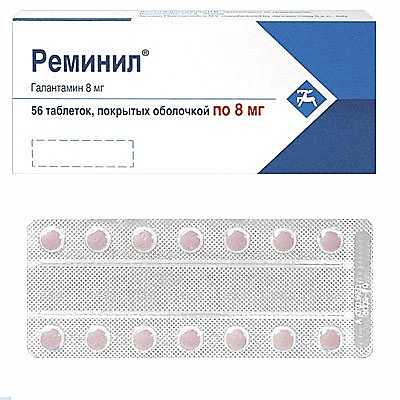 Реминил®
Галантамин 8 мг
56 таблеток, покрытых оболочкой по 8 мг